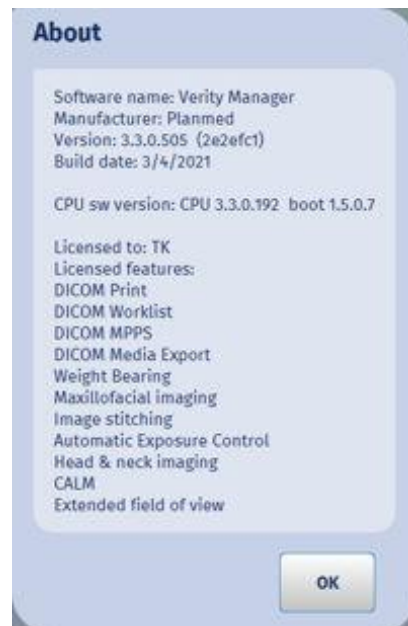 About
Software name: Verity Manager
Manufacturer: Planmed
Version: 3.3.0.505 (2e2efc1)
Build date: 3/4/2021
CPU sw version: CPU 3.3.0.192 boot 1.5.0.7
Licensed to: TK
Licensed features:
DICOM Print
DICOM Worklist
DICOM MPPS
DICOM Media Export
Weight Bearing
Maxillofacial imaging
Image stitching
Automatic Exposure Control
Head & neck imaging
CALM
Extended field of view
OK